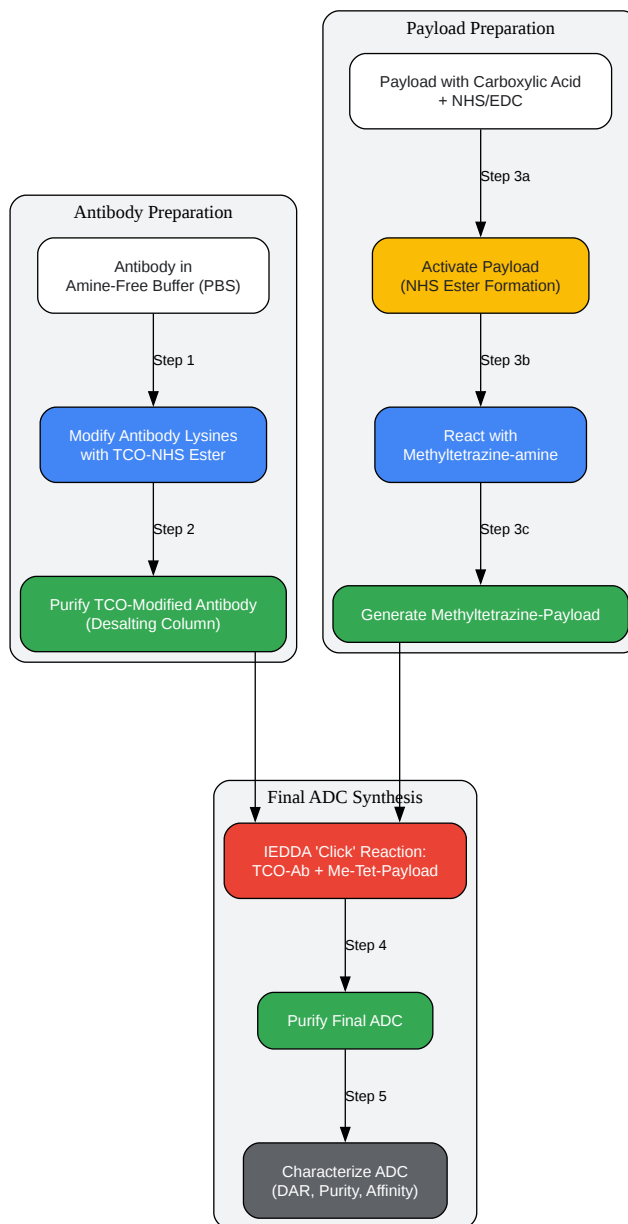 Payload Preparation
Payload with Carboxylic Acid
+ NHS/EDC
Step 3a
Activate Payload
(NHS Ester Formation)
Step 3b
React with
Methyltetrazine-amine
Step 3c
Generate Methyltetrazine-Payload
Antibody Preparation
Antibody in
Amine-Free Buffer (PBS)
Step 1
Modify Antibody Lysines
with TCO-NHS Ester
Step 2
Purify TCO-Modified Antibody
(Desalting Column)
Final ADC Synthesis
IEDDA 'Click' Reaction:
TCO-Ab + Me-Tet-Payload
Step 4
Purify Final ADC
Step 5
Characterize ADC
(DAR, Purity, Affinity)